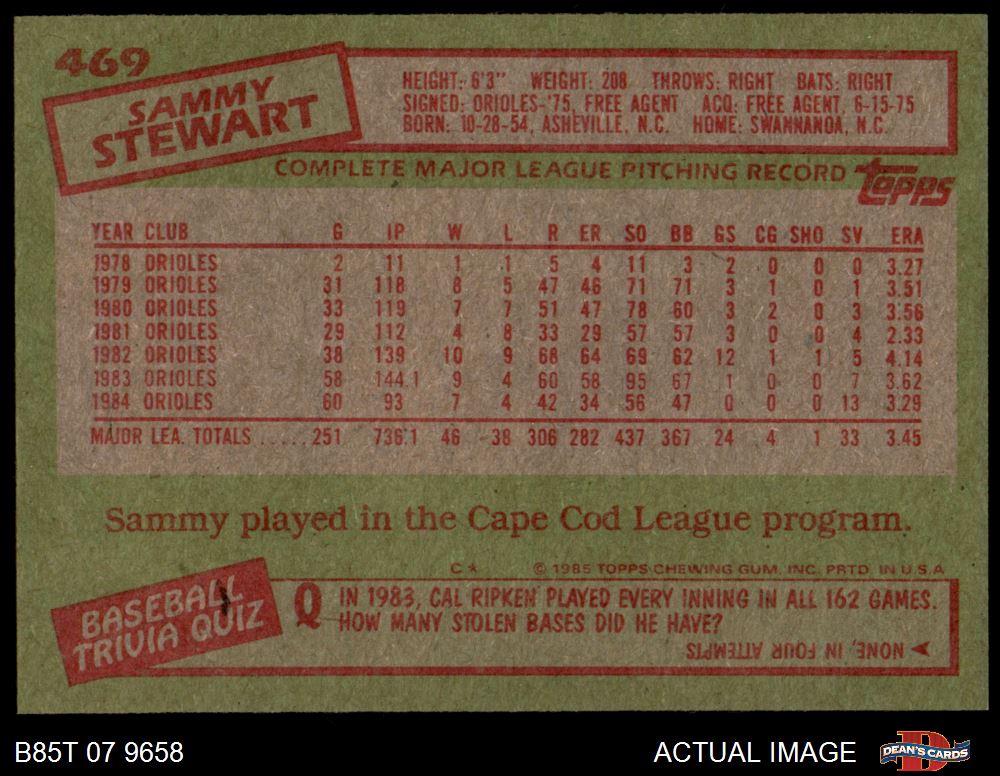 469
SAMMY
STEWART
HEIGHT: 6'3" WEIGHT: 208 THROWS: RIGHT BATS: RIGHT
SIGNED: ORIOLES-'75, FREE AGENT ACQ: FREE AGENT, 6-15-75
BORN: 10-28-54, ASHEVILLE, N.C. HOME: SWANNANOA, N.C.
COMPLETE MAJOR LEAGUE PITCHING RECORD
Topps
YEAR CLUB G IP W L R ER SO BB GS CG SHO SV ERA
1978 ORIOLES 2 11 1 1 5 4 11 3 2 0 0 0 3.27
1979 ORIOLES 31 118 8 5 47 46 71 71 3 1 0 1 3.51
1980 ORIOLES 33 119 7 7 51 47 78 60 3 2 0 3 3.56
1981 ORIOLES 29 112 4 8 33 29 57 57 3 0 0 4 2.33
1982 ORIOLES 38 139 10 9 68 64 69 62 12 1 1 5 4.14
1983 ORIOLES 58 144.1 9 4 60 58 95 67 1 0 0 7 3.62
1984 ORIOLES 60 93 7 4 42 34 56 47 0 0 0 13 3.29
MAJOR LEA. TOTALS ..... 251 736.1 46 38 306 282 437 367 24 4 1 33 3.45
Sammy played in the Cape Cod League program.
C* © 1985 TOPPS CHEWING GUM, INC. PRTD. IN U.S.A
BASEBALL
TRIVIA QUIZ
Q IN 1983, CAL RIPKEN PLAYED EVERY INNING IN ALL 162 GAMES.
HOW MANY STOLEN BASES DID HE HAVE?
NONE, IN FOUR ATTEMPTS
B85T 07 9658
ACTUAL IMAGE
DEAN'S CARDS